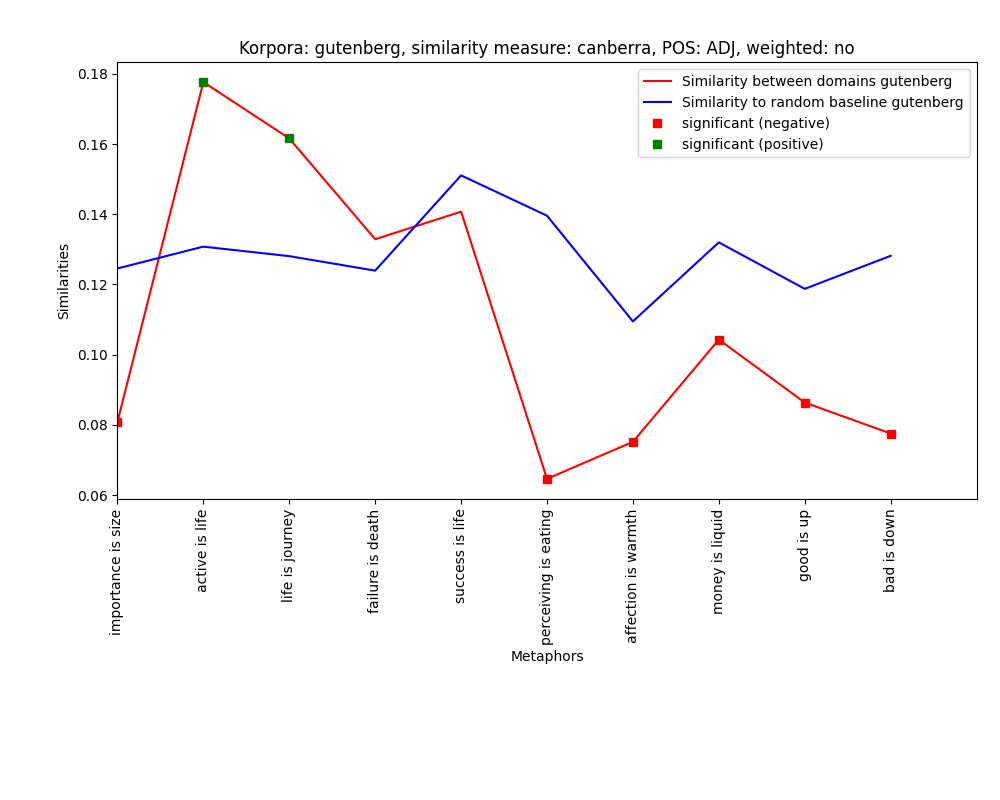 Korpora: gutenberg, similarity measure: canberra, POS: ADJ, weighted: no
Similarity between domains gutenberg
Similarity to random baseline gutenberg
significant (negative)
significant (positive)
0.18
0.16
0.14
0.12
0.10
0.08
0.06
Similarities
importance is size
active is life
life is journey
failure is death
success is life
perceiving is eating
affection is warmth
money is liquid
good is up
bad is down
Metaphors